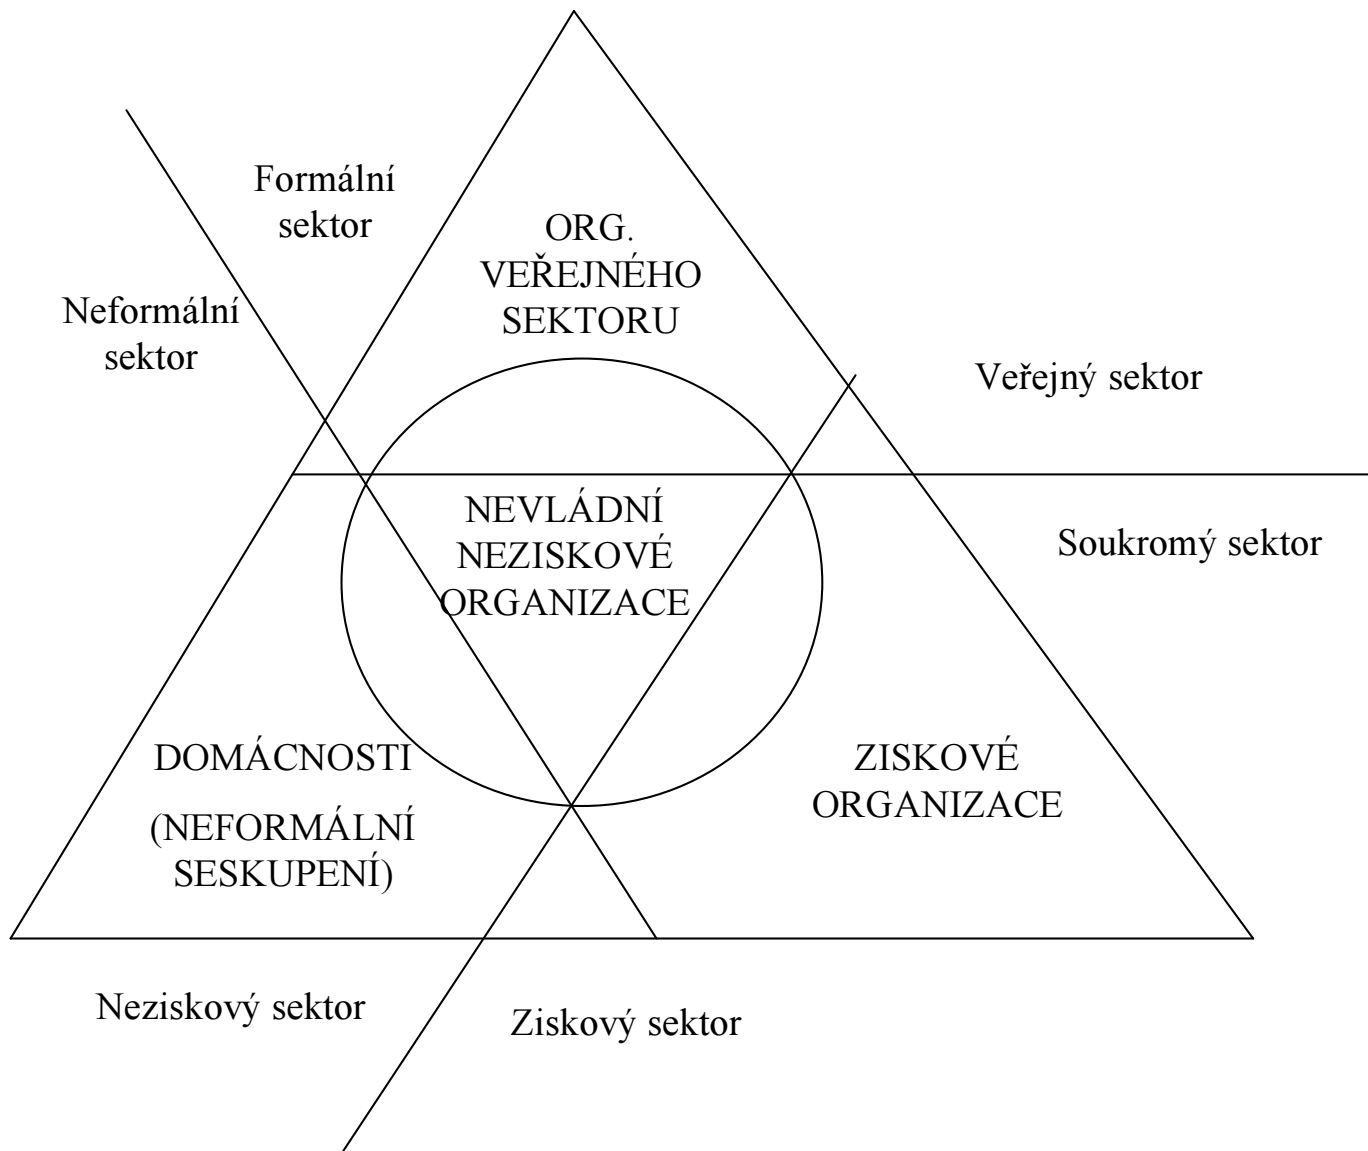 Formální
sektor
ORG.
VEŘEJNÉHO
SEKTORU
Neformální
sektor
Veřejný sektor
NEVLÁDNÍ
NEZISKOVÉ
ORGANIZACE
Soukromý sektor
DOMÁCNOSTI
(NEFORMÁLNÍ
SESKUPENÍ)
ZISKOVÉ
ORGANIZACE
Neziskový sektor
Ziskový sektor